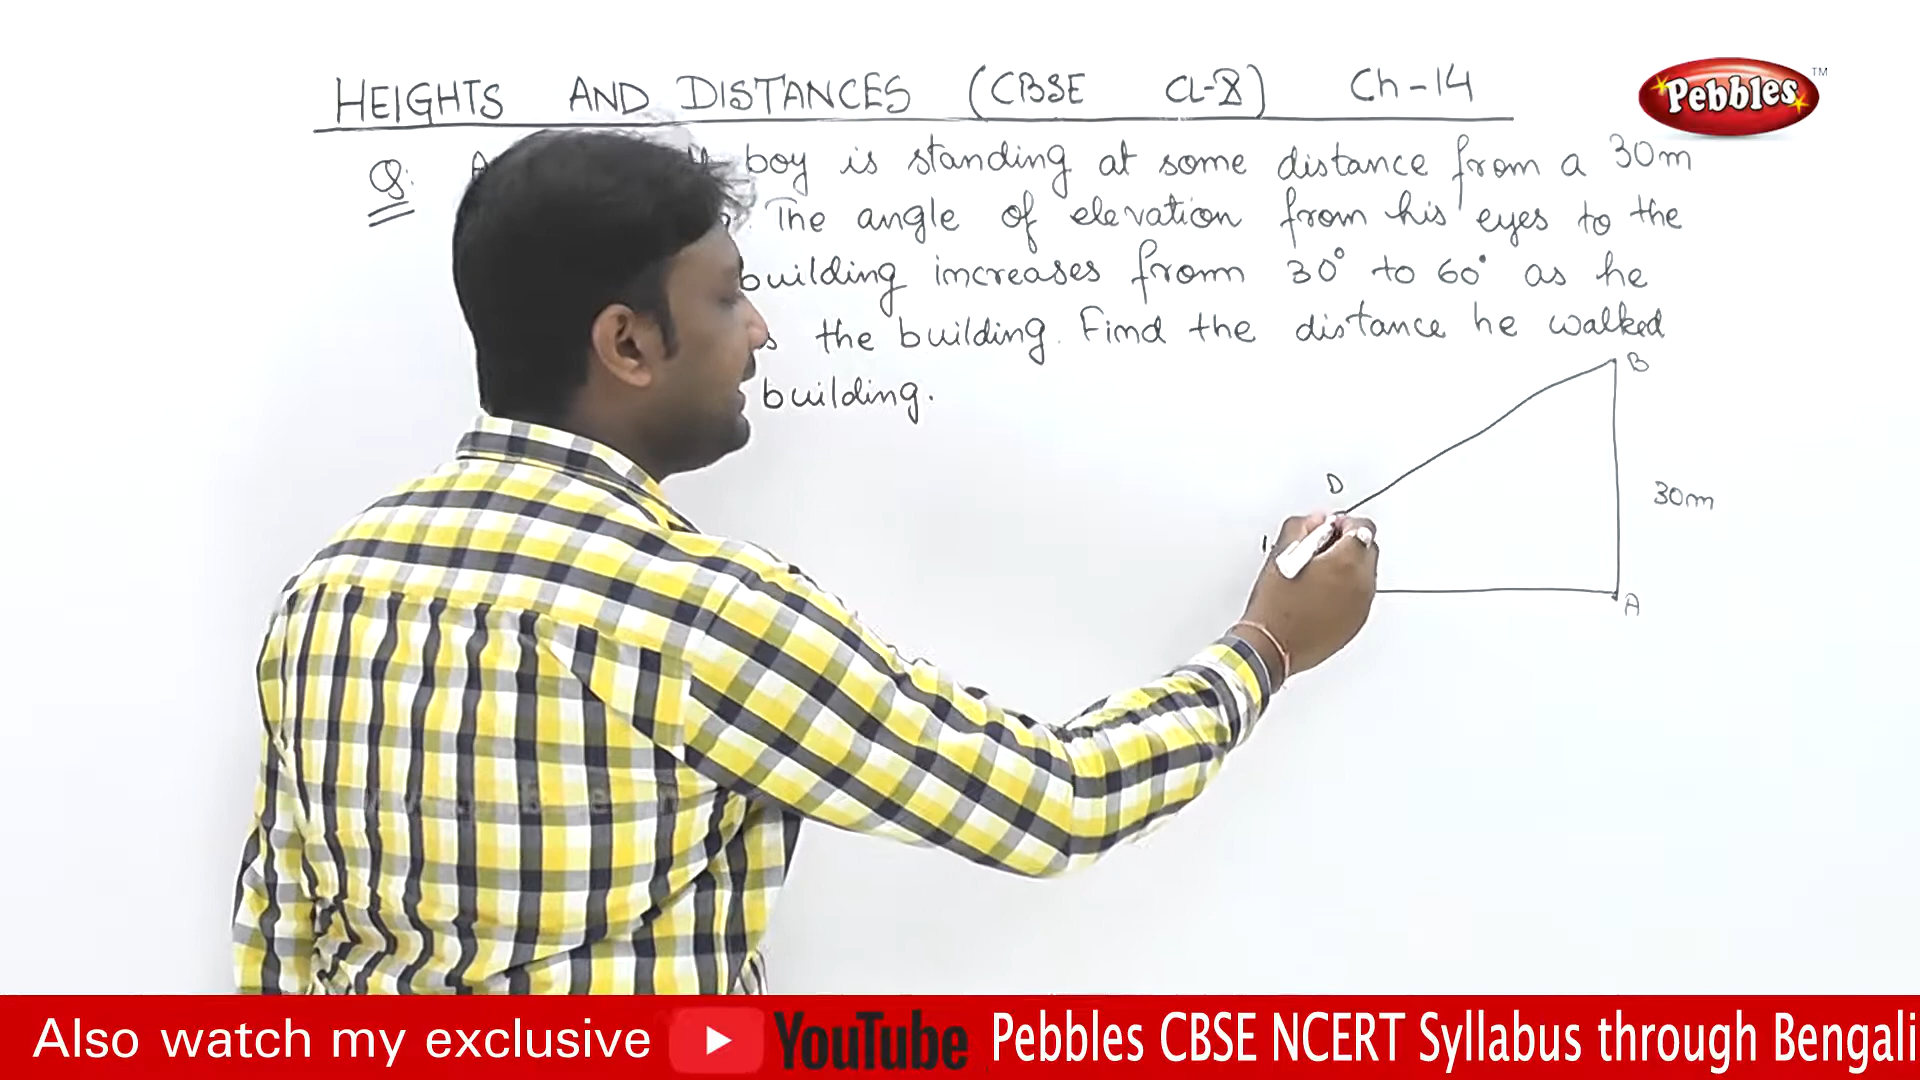 HEIGHTS AND DISTANCES (CBSE Cl-X) Ch-14
Pebbles TM
Q: A boy is standing at some distance from a 30m
The angle of elevation from his eyes to the
building increases from 30° to 60° as he
the building. Find the distance he walked
building.
B
D
30m
A
Also watch my exclusive YouTube Pebbles CBSE NCERT Syllabus through Bengali